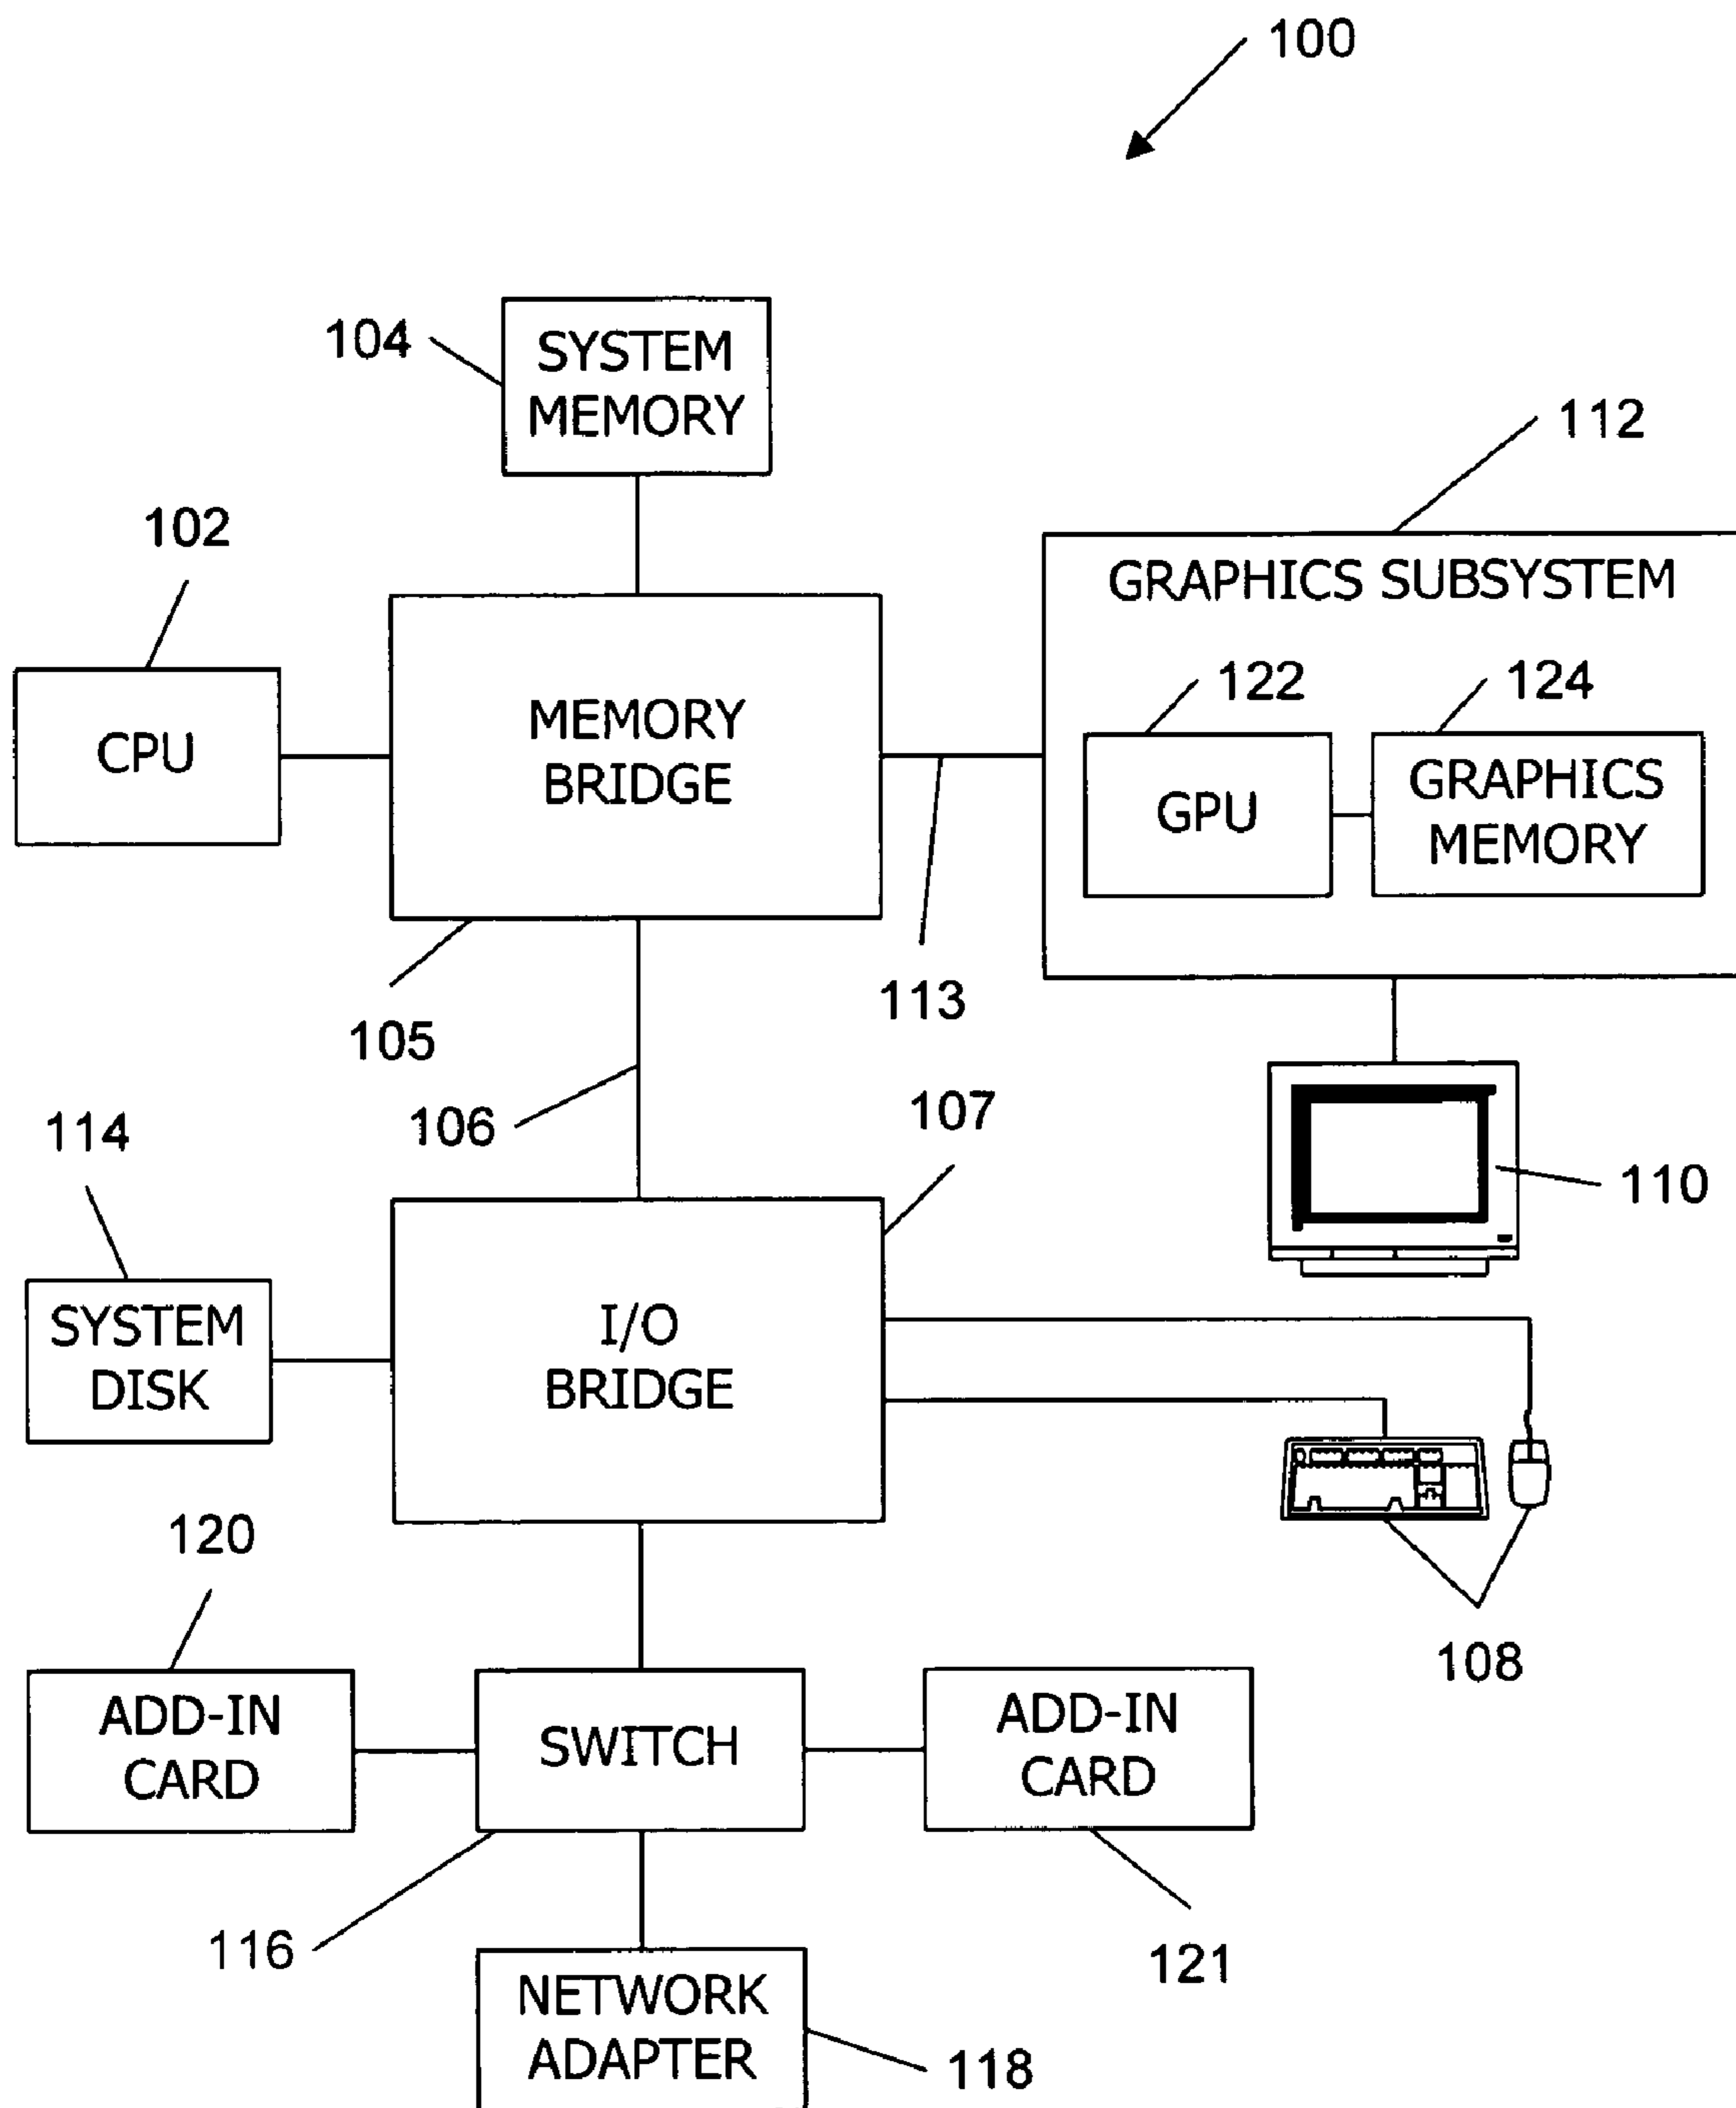 100
104
SYSTEM
MEMORY
112
102
GRAPHICS SUBSYSTEM
122
124
CPU
MEMORY
BRIDGE
GPU
GRAPHICS
MEMORY
113
105
106
107
114
110
SYSTEM
DISK
I/O
BRIDGE
120
108
ADD-IN
CARD
SWITCH
ADD-IN
CARD
116
121
NETWORK
ADAPTER
118